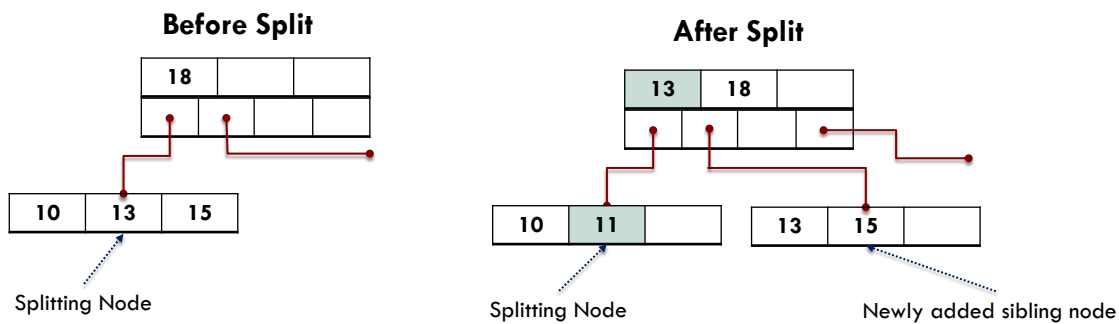 Before Split
18
10 13 15
Splitting Node
After Split
13 18
10 11
13 15
Splitting Node
Newly added sibling node